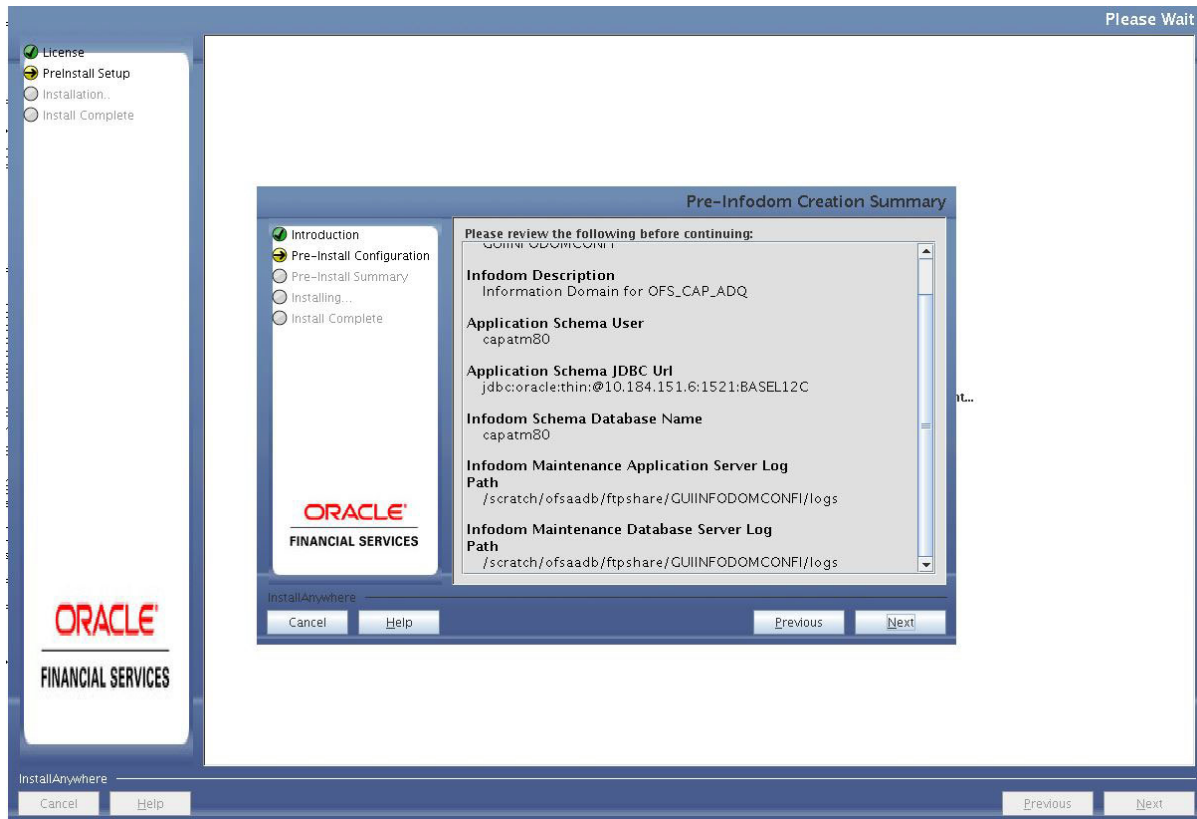 Please Wait
License
PreInstall Setup
Installation..
Install Complete
Pre-Infodom Creation Summary
Introduction
Pre-Install Configuration
Pre-Install Summary
Installing...
Install Complete
Please review the following before continuing:
GUIINFODOMCONFI
Infodom Description
Information Domain for OFS_CAP_ADQ
Application Schema User
capatm80
Application Schema JDBC Url
jdbc:oracle:thin:@10.184.151.6:1521:BASEL12C
Infodom Schema Database Name
capatm80
Infodom Maintenance Application Server Log
Path
/scratch/ofsaadb/ftpshare/GUIINFODOMCONFI/logs
Infodom Maintenance Database Server Log
Path
/scratch/ofsaadb/ftpshare/GUIINFODOMCONFI/logs
nt...
ORACLE'
FINANCIAL SERVICES
InstallAnywhere
Cancel
Help
Previous
Next
ORACLE'
FINANCIAL SERVICES
InstallAnywhere
Cancel
Help
Previous
Next